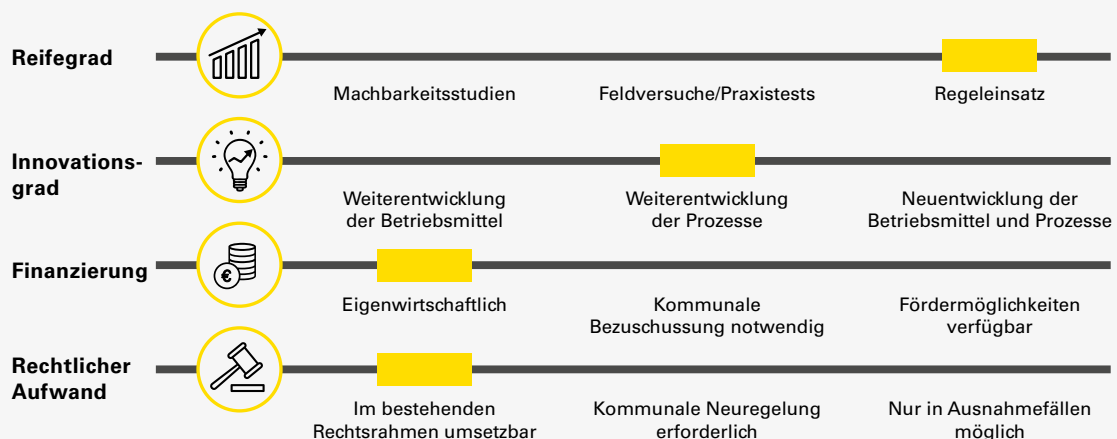 Reifegrad
Machbarkeitsstudien
Feldversuche/Praxistests
Regeleinsatz
Innovations-
grad
Weiterentwicklung
der Betriebsmittel
Weiterentwicklung
der Prozesse
Neuentwicklung der
Betriebsmittel und Prozesse
Finanzierung
€
Eigenwirtschaftlich
Kommunale
Bezuschussung notwendig
Fördermöglichkeiten
verfügbar
Rechtlicher
Aufwand
Im bestehenden
Rechtsrahmen umsetzbar
Kommunale Neuregelung
erforderlich
Nur in Ausnahmefällen
möglich